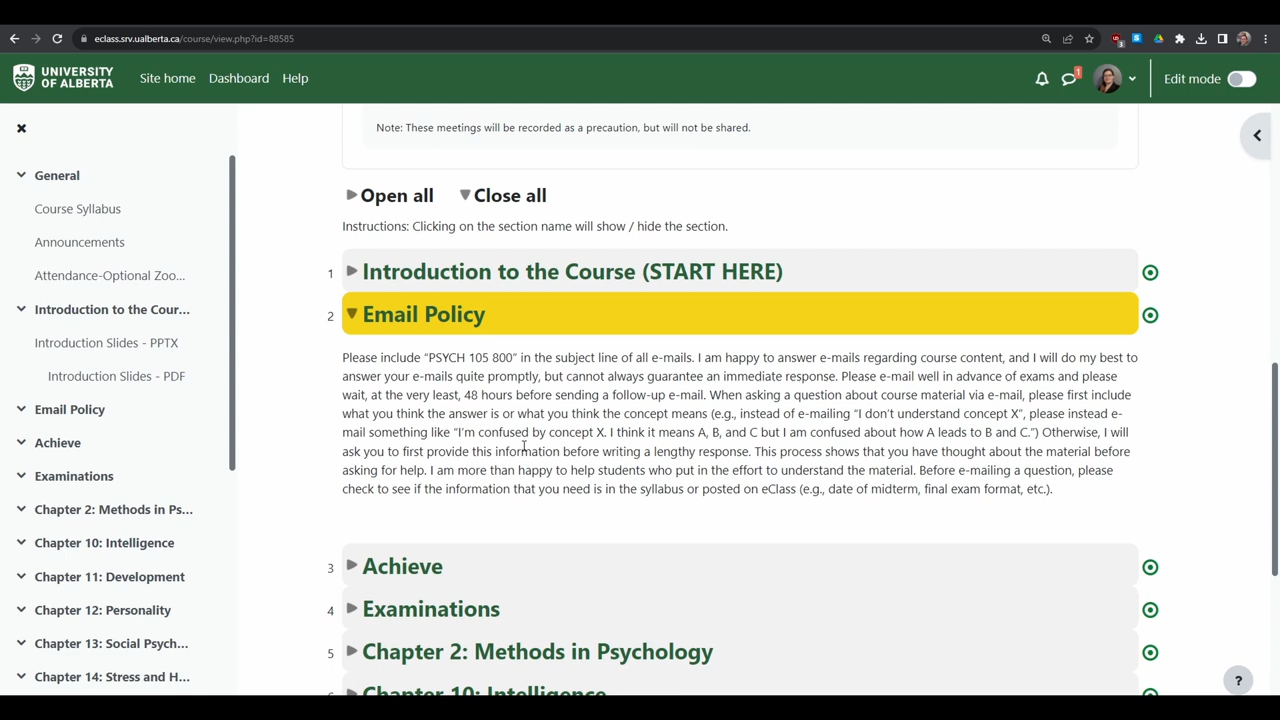 eclass.srv.ualberta.ca/course/view.php?id=88585
UNIVERSITY
OF ALBERTA
Site home
Dashboard
Help
1
Edit mode
Note: These meetings will be recorded as a precaution, but will not be shared.
General
Course Syllabus
Announcements
Attendance-Optional Zoo...
Introduction to the Cour...
Introduction Slides - PPTX
Introduction Slides - PDF
Email Policy
Achieve
Examinations
Chapter 2: Methods in Ps...
Chapter 10: Intelligence
Chapter 11: Development
Chapter 12: Personality
Chapter 13: Social Psych...
Chapter 14: Stress and H...
Open all
Close all
Instructions: Clicking on the section name will show / hide the section.
1 Introduction to the Course (START HERE)
2 Email Policy
Please include “PSYCH 105 800” in the subject line of all e-mails. I am happy to answer e-mails regarding course content, and I will do my best to
answer your e-mails quite promptly, but cannot always guarantee an immediate response. Please e-mail well in advance of exams and please
wait, at the very least, 48 hours before sending a follow-up e-mail. When asking a question about course material via e-mail, please first include
what you think the answer is or what you think the concept means (e.g., instead of e-mailing “I don’t understand concept X”, please instead e-
mail something like “I’m confused by concept X. I think it means A, B, and C but I am confused about how A leads to B and C.”) Otherwise, I will
ask you to first provide this information before writing a lengthy response. This process shows that you have thought about the material before
asking for help. I am more than happy to help students who put in the effort to understand the material. Before e-mailing a question, please
check to see if the information that you need is in the syllabus or posted on eClass (e.g., date of midterm, final exam format, etc.).
3 Achieve
4 Examinations
5 Chapter 2: Methods in Psychology
Chapter 10: Intelligence
?